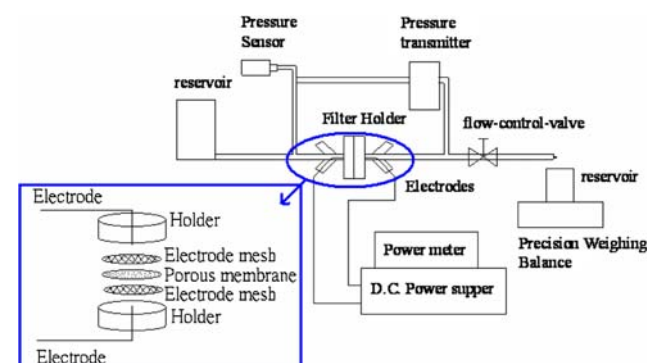 Pressure
Sensor
Pressure
transmitter
reservoir
Filter Holder
flow-control-valve
Electrodes
reservoir
Precision Weighing
Balance
Power meter
D.C. Power supper
Electrode
Holder
Electrode mesh
Porous membrane
Electrode mesh
Holder
Electrode